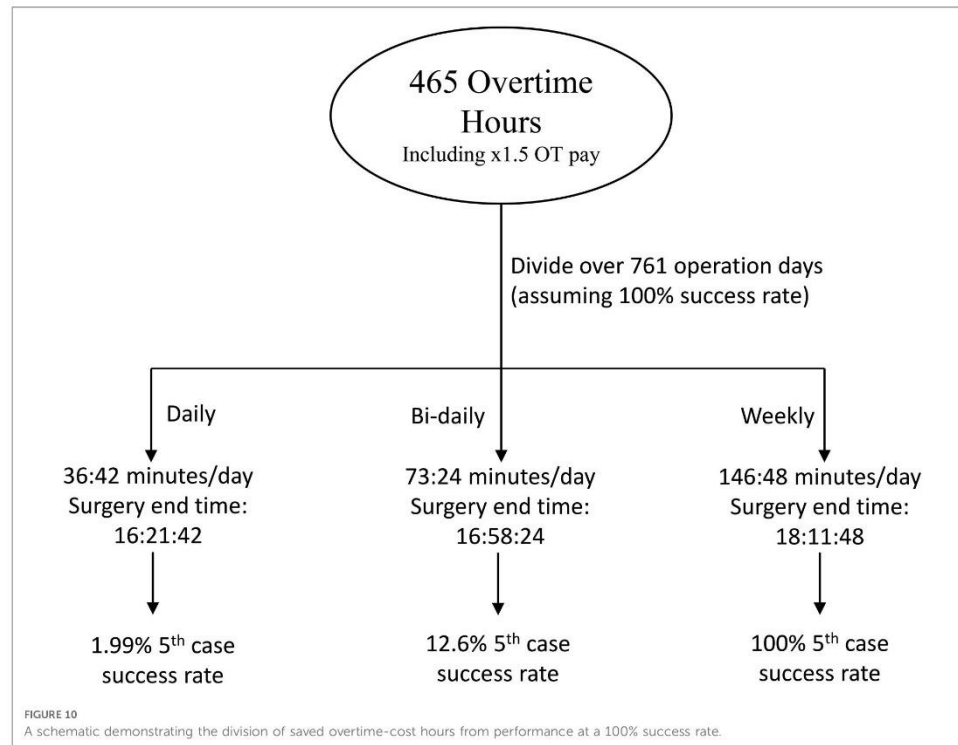 465 Overtime
Hours
Including x1.5 OT pay
Divide over 761 operation days
(assuming 100% success rate)
Daily
Bi-daily
Weekly
36:42 minutes/day
Surgery end time:
16:21:42
73:24 minutes/day
Surgery end time:
16:58:24
146:48 minutes/day
Surgery end time:
18:11:48
1.99% 5th case
success rate
12.6% 5th case
success rate
100% 5th case
success rate
FIGURE 10
A schematic demonstrating the division of saved overtime-cost hours from performance at a 100% success rate.